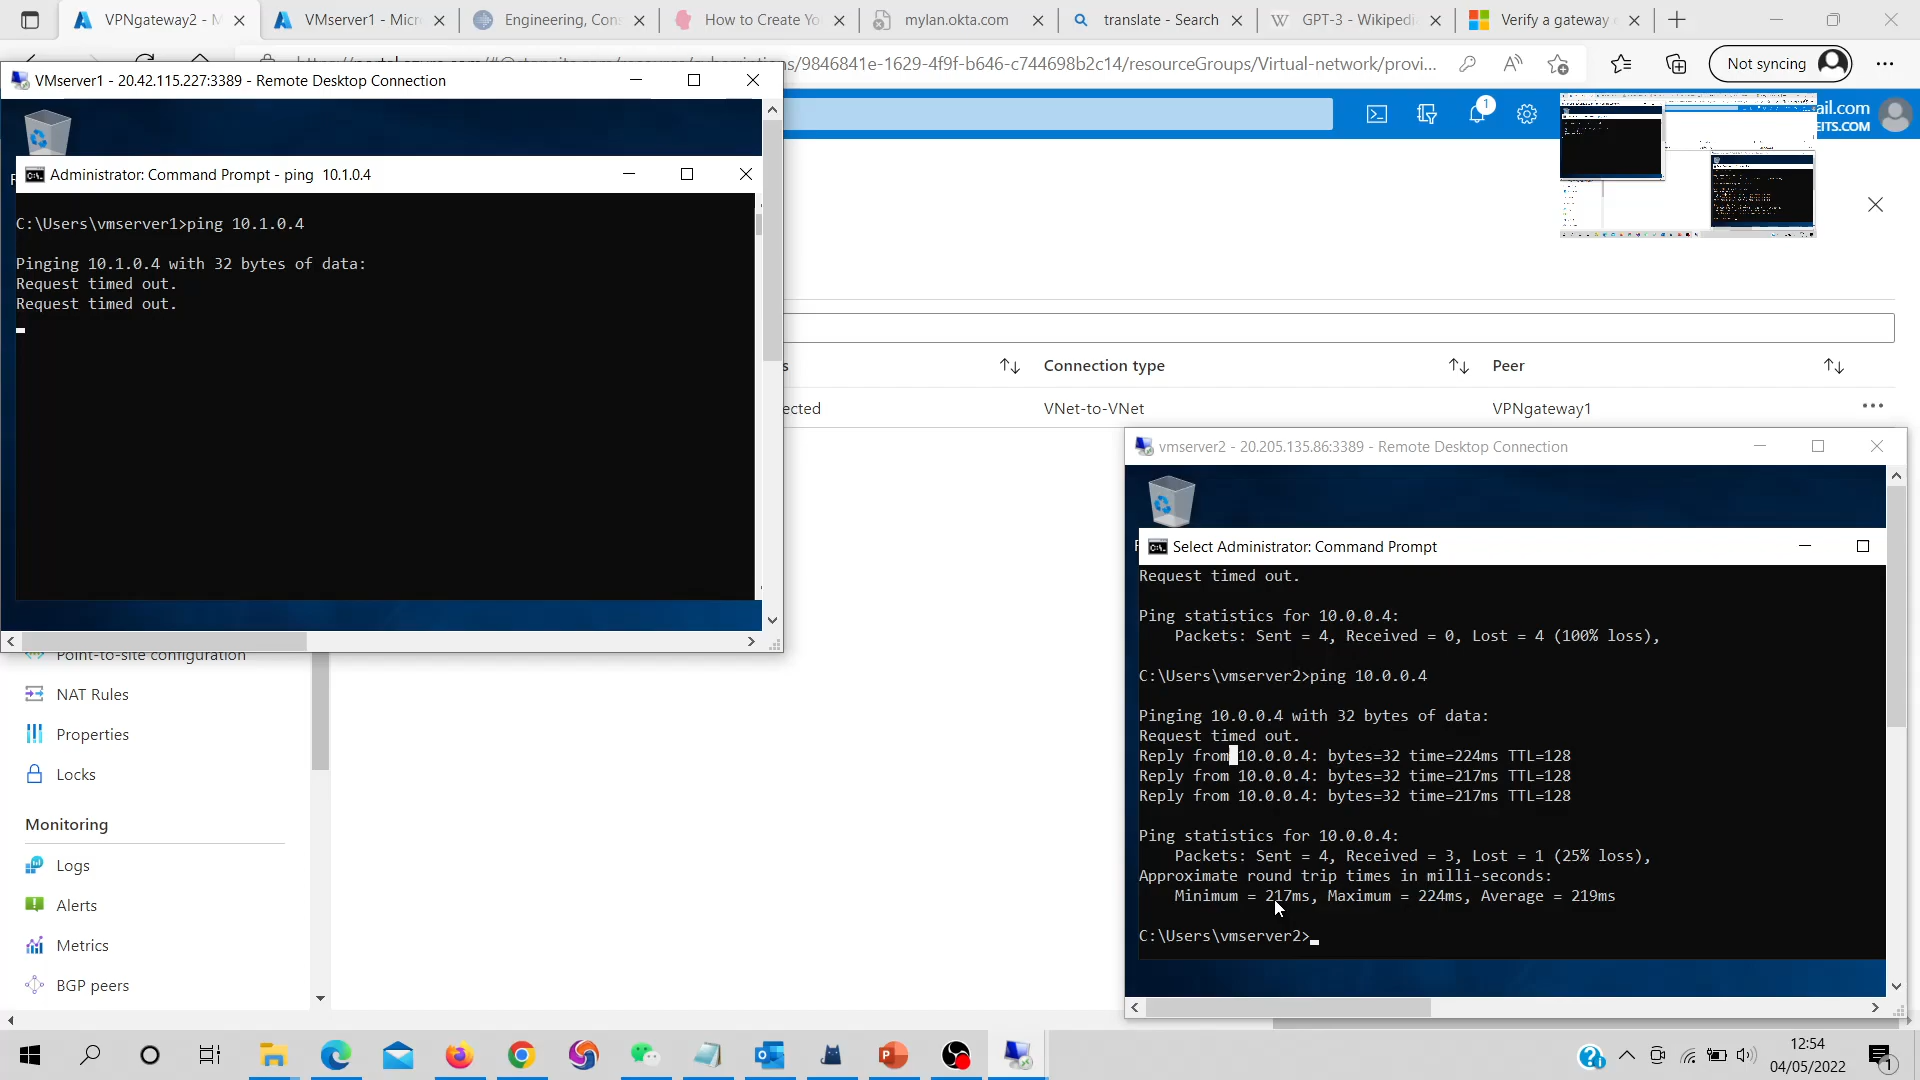 VPNgateway2 - M
VMserver1 - Micr
Engineering, Con
How to Create Yo
mylan.okta.com
translate - Search
GPT-3 - Wikipedi
Verify a gateway
/9846841e-1629-4f9f-b646-c744698b2c14/resourceGroups/Virtual-network/provi...
Not syncing
VMserver1 - 20.42.115.227:3389 - Remote Desktop Connection
1
ail.com
EITS.COM
Administrator: Command Prompt - ping  10.1.0.4
C:\Users\vmserver1>ping 10.1.0.4
Pinging 10.1.0.4 with 32 bytes of data:
Request timed out.
Request timed out.
s
Connection type
Peer
ected
VNet-to-VNet
VPNgateway1
vmserver2 - 20.205.135.86:3389 - Remote Desktop Connection
Select Administrator: Command Prompt
Request timed out.
Ping statistics for 10.0.0.4:
Packets: Sent = 4, Received = 0, Lost = 4 (100% loss),
C:\Users\vmserver2>ping 10.0.0.4
Pinging 10.0.0.4 with 32 bytes of data:
Request timed out.
Reply from 10.0.0.4: bytes=32 time=224ms TTL=128
Reply from 10.0.0.4: bytes=32 time=217ms TTL=128
Reply from 10.0.0.4: bytes=32 time=217ms TTL=128
Ping statistics for 10.0.0.4:
Packets: Sent = 4, Received = 3, Lost = 1 (25% loss),
Approximate round trip times in milli-seconds:
Minimum = 217ms, Maximum = 224ms, Average = 219ms
C:\Users\vmserver2>
Point-to-site configuration
NAT Rules
Properties
Locks
Monitoring
Logs
Alerts
Metrics
BGP peers
12:54
04/05/2022
1